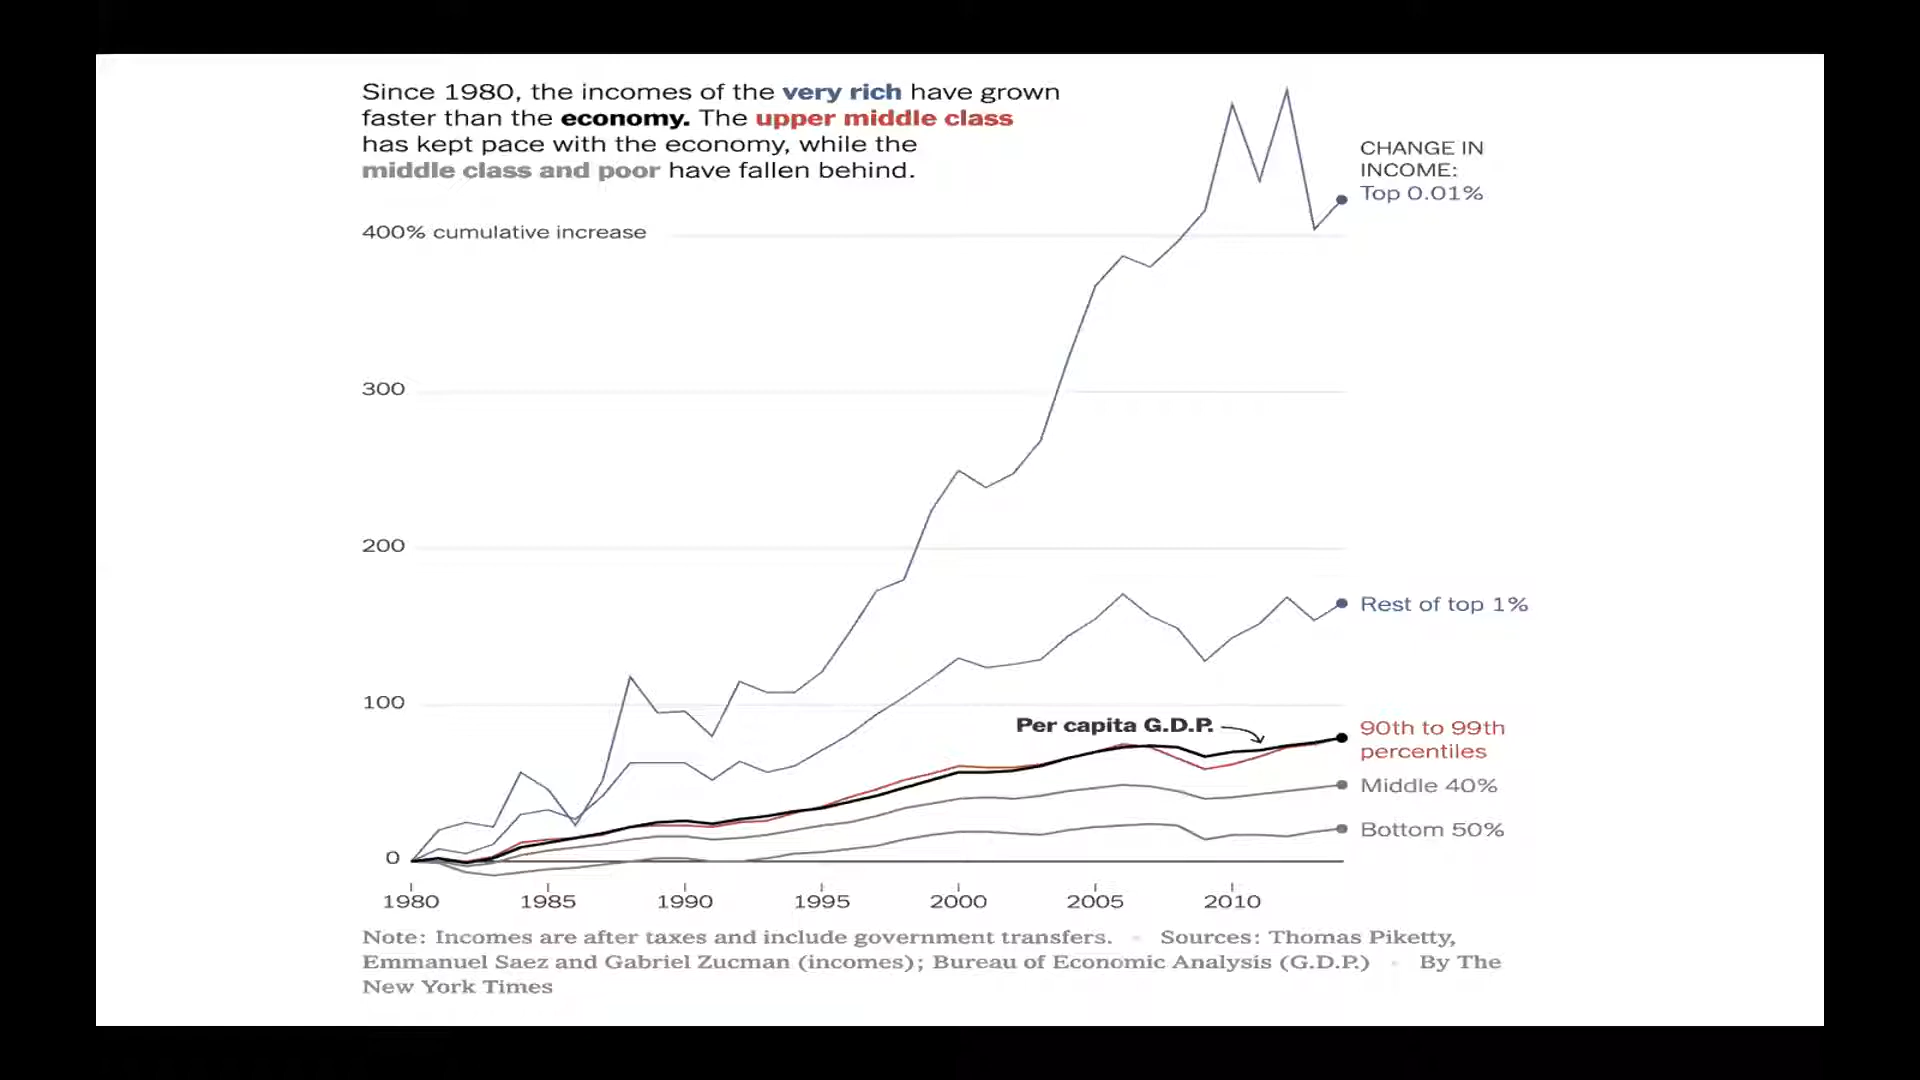 Since 1980, the incomes of the very rich have grown
faster than the economy. The upper middle class
has kept pace with the economy, while the
middle class and poor have fallen behind.
CHANGE IN
INCOME:
Top 0.01%
400% cumulative increase
300
200
Rest of top 1%
100
Per capita G.D.P.
90th to 99th
percentiles
Middle 40%
Bottom 50%
0
1980 1985 1990 1995 2000 2005 2010
Note: Incomes are after taxes and include government transfers. • Sources: Thomas Piketty,
Emmanuel Saez and Gabriel Zucman (incomes); Bureau of Economic Analysis (G.D.P.) • By The
New York Times